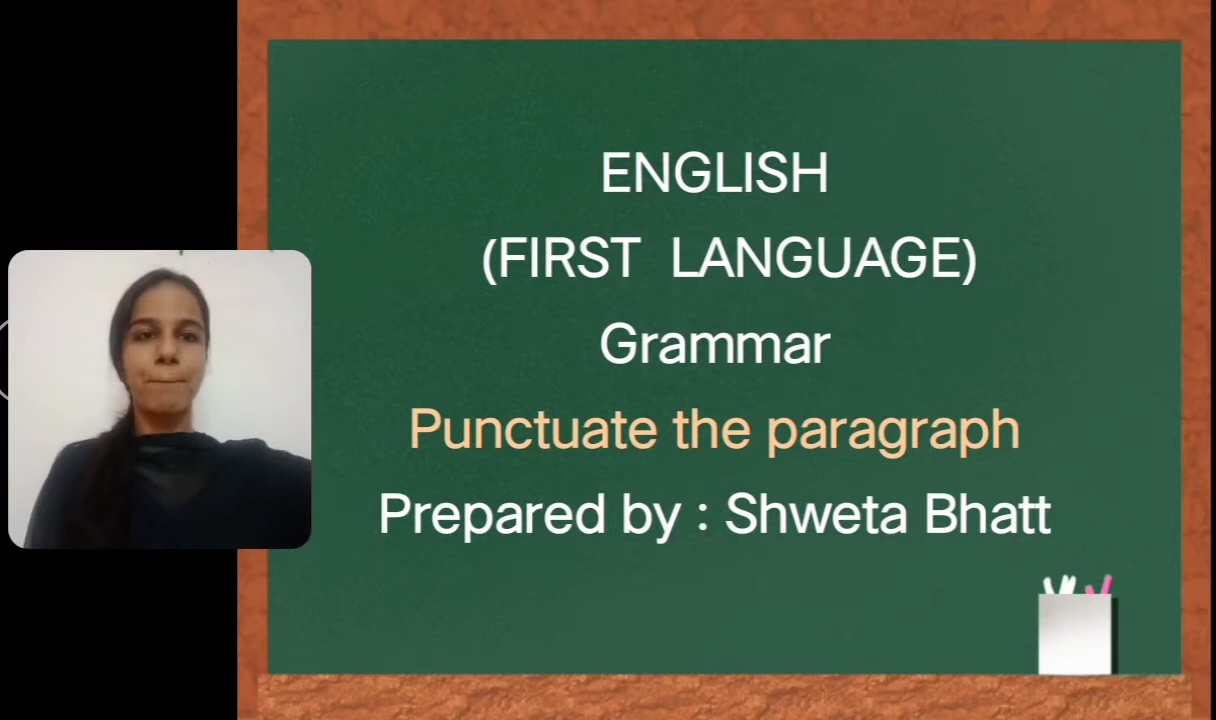 ENGLISH
(FIRST LANGUAGE)
Grammar
Punctuate the paragraph
Prepared by : Shweta Bhatt